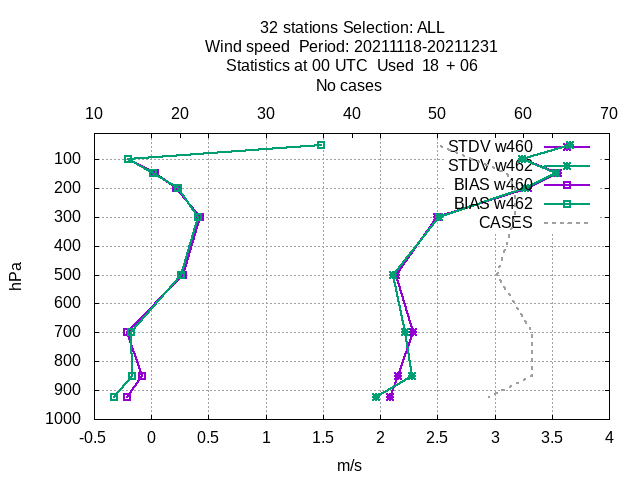 32 stations Selection: ALL
Wind speed  Period: 20211118-20211231
Statistics at 00 UTC  Used  18  + 06
No cases
10 20 30 40 50 60 70
STDV w460
STDV w462
BIAS w460
BIAS w462
CASES
hPa
100
200
300
400
500
600
700
800
900
1000
-0.5 0 0.5 1 1.5 2 2.5 3 3.5 4
m/s